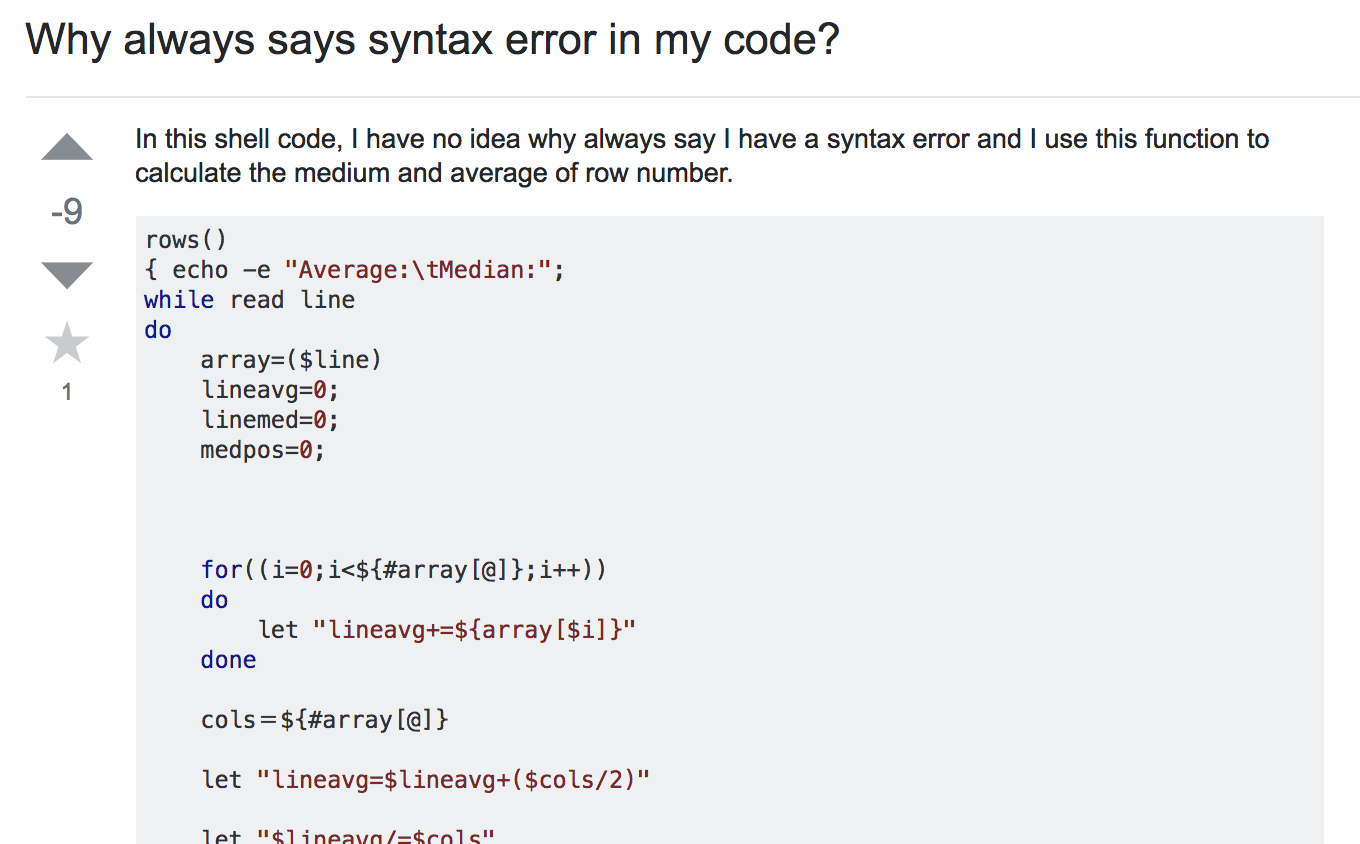 Why always says syntax error in my code?
In this shell code, I have no idea why always say I have a syntax error and I use this function to
calculate the medium and average of row number.
-9
1
rows()
{ echo -e "Average:\tMedian:";
while read line
do
array=($line)
lineavg=0;
linemed=0;
medpos=0;
for((i=0;i<${#array[@]};i++))
do
let "lineavg+=${array[$i]}"
done
cols=${#array[@]}
let "lineavg=$lineavg+($cols/2)"
let "$lineavg/=$cols"